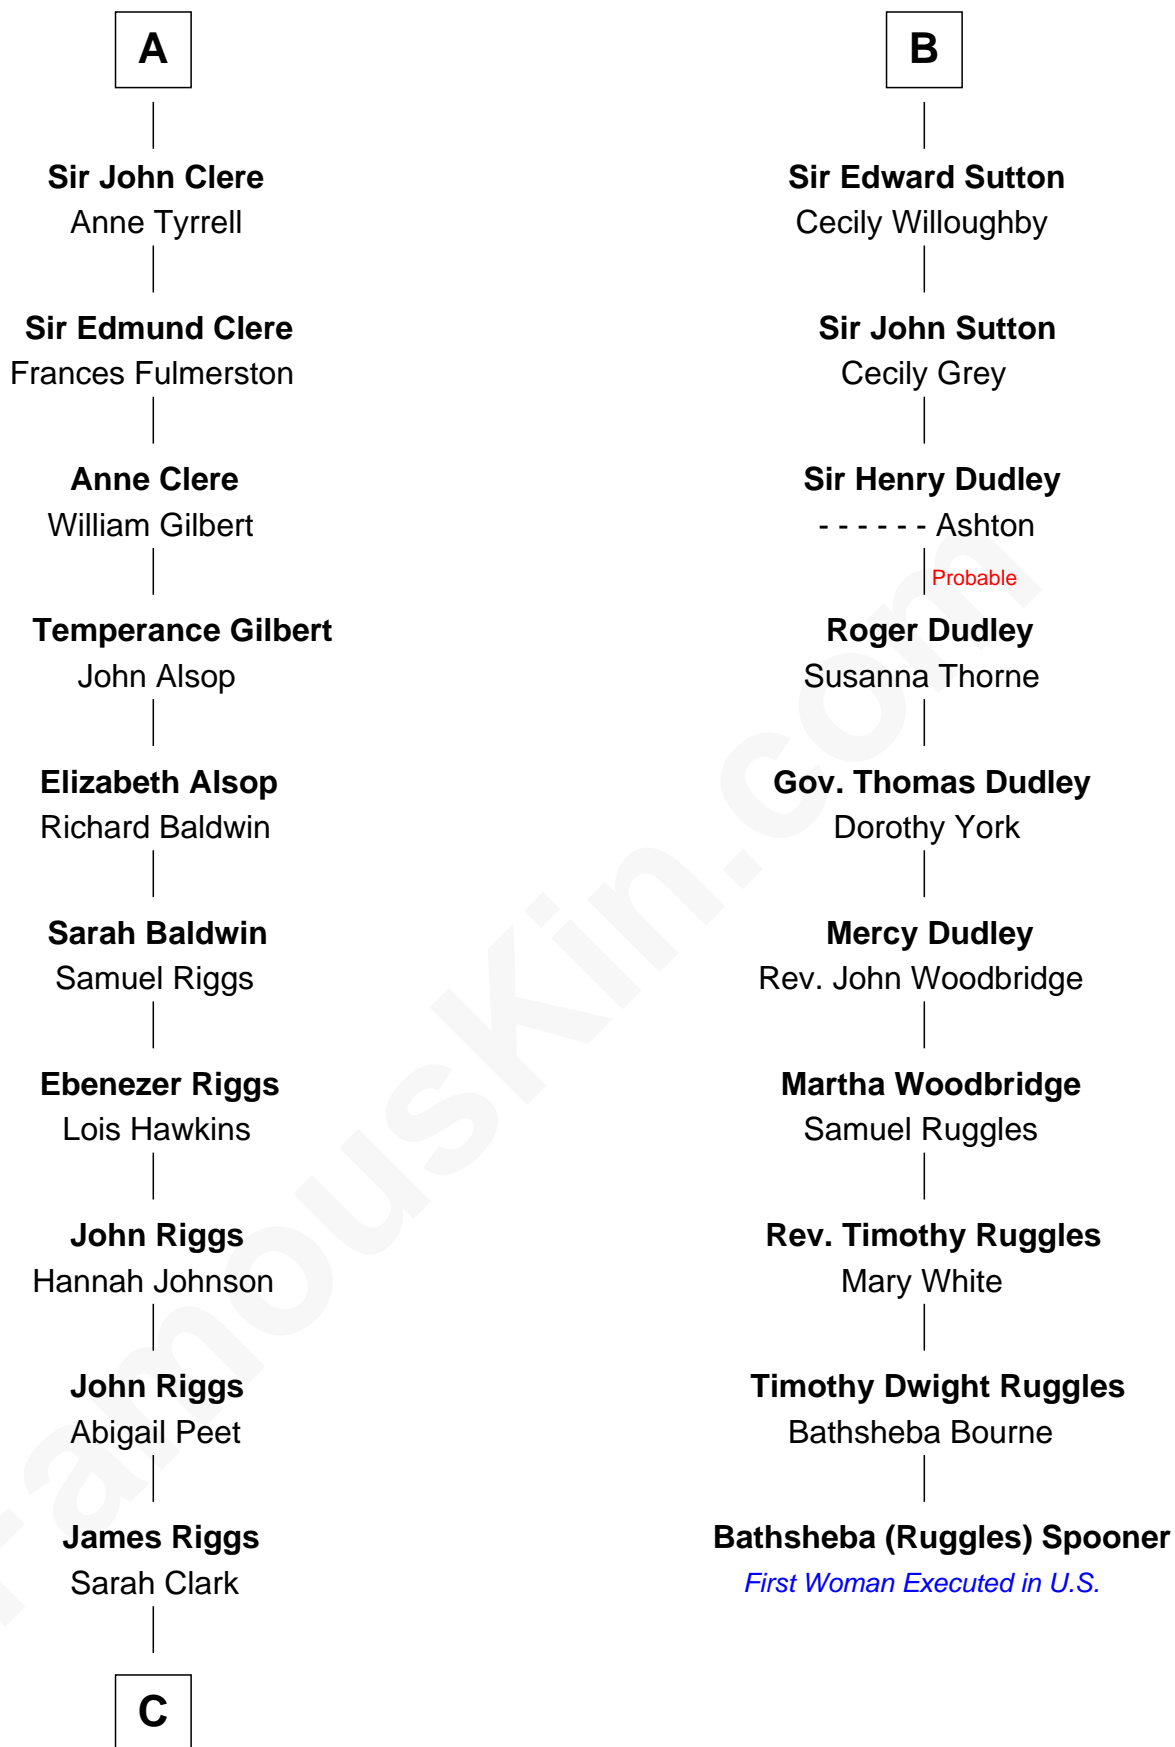 A
Sir John Clere
Anne Tyrrell
Sir Edmund Clere
Frances Fulmerston
Anne Clere
William Gilbert
Temperance Gilbert
John Alsop
Elizabeth Alsop
Richard Baldwin
Sarah Baldwin
Samuel Riggs
Ebenezer Riggs
Lois Hawkins
John Riggs
Hannah Johnson
John Riggs
Abigail Peet
James Riggs
Sarah Clark
C
B
Sir Edward Sutton
Cecily Willoughby
Sir John Sutton
Cecily Grey
Sir Henry Dudley
- - - - - - Ashton
Probable
Roger Dudley
Susanna Thorne
Gov. Thomas Dudley
Dorothy York
Mercy Dudley
Rev. John Woodbridge
Martha Woodbridge
Samuel Ruggles
Rev. Timothy Ruggles
Mary White
Timothy Dwight Ruggles
Bathsheba Bourne
Bathsheba (Ruggles) Spooner
First Woman Executed in U.S.
FamousKin.com